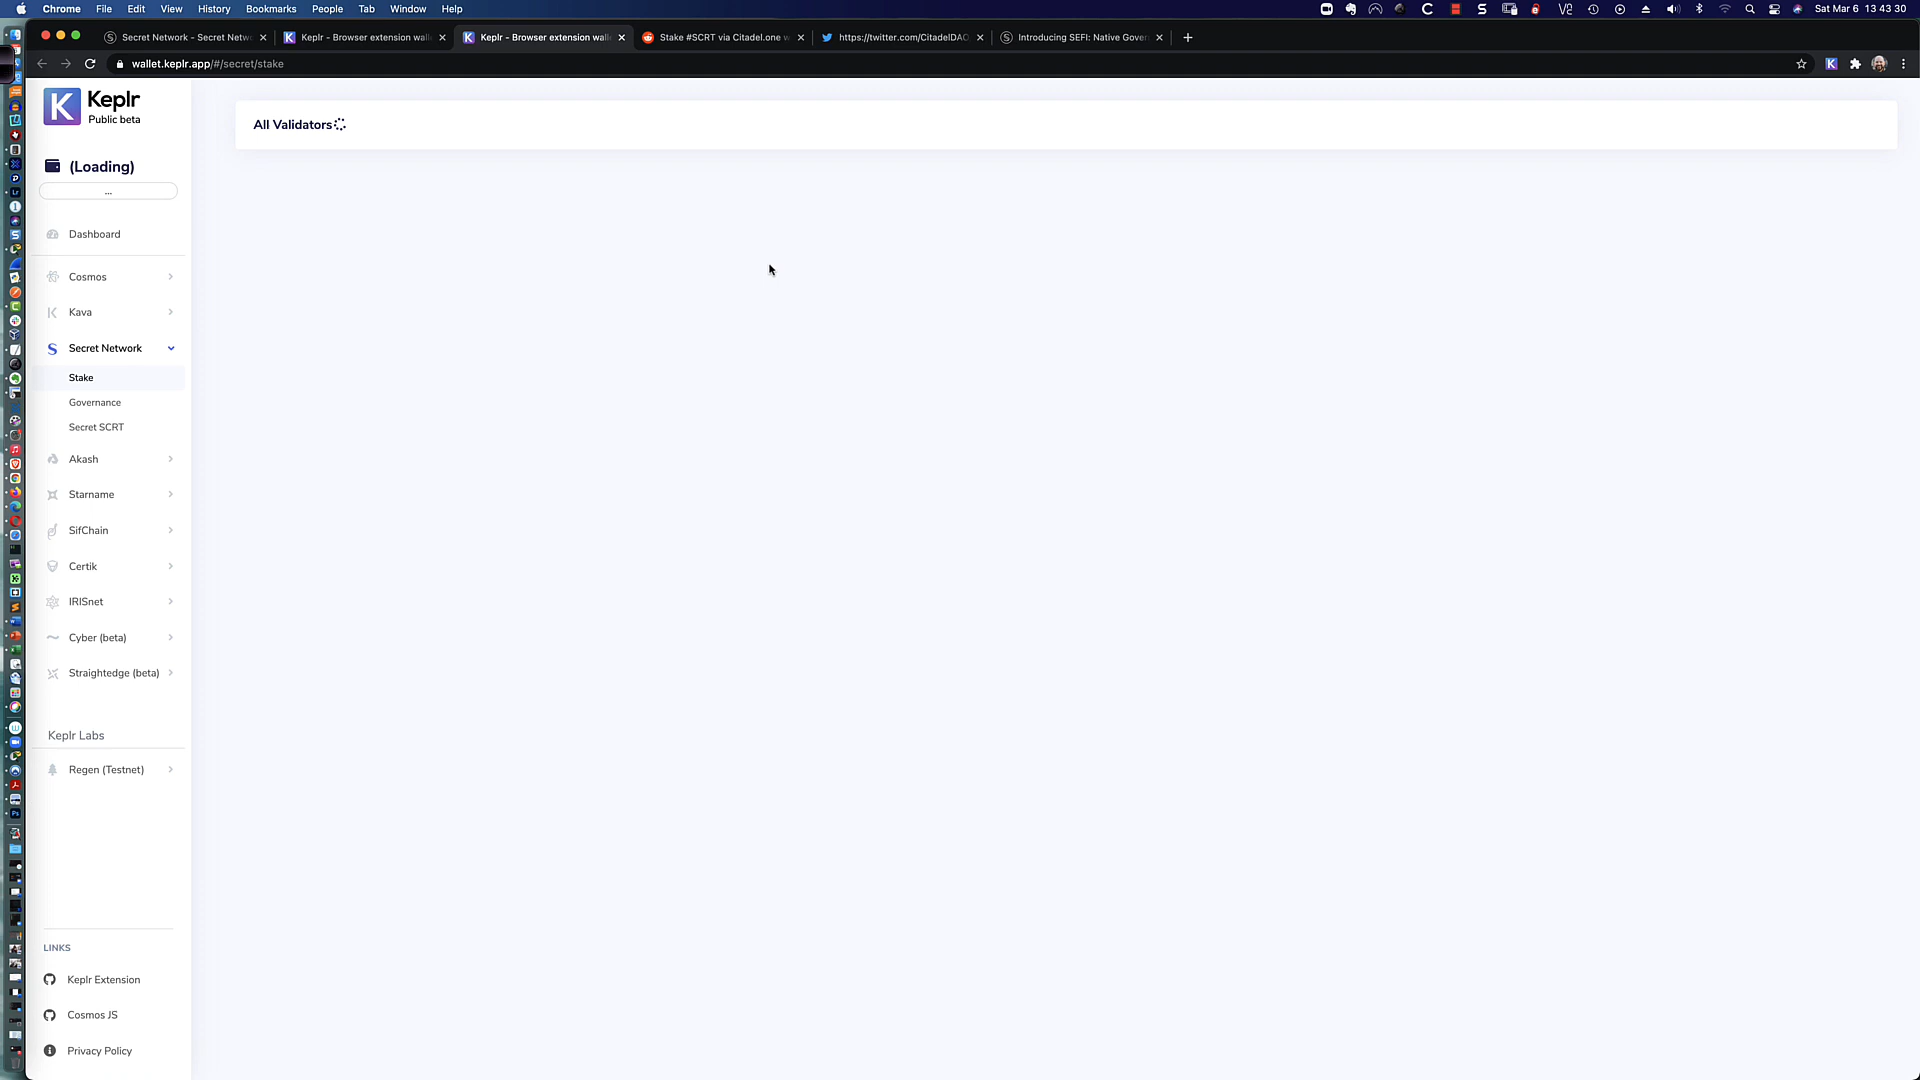 Chrome File Edit View History Bookmarks People Tab Window Help
Sat Mar 6 13 43 30
Secret Network - Secret Netw
Keplr - Browser extension wall
Keplr - Browser extension wall
Stake #SCRT via Citadel.one w
https://twitter.com/CitadelDAO
Introducing SEFI: Native Gover
wallet.keplr.app/#/secret/stake
Keplr
Public beta
All Validators
(Loading)
...
Dashboard
Cosmos
Kava
Secret Network
Stake
Governance
Secret SCRT
Akash
Starname
SifChain
Certik
IRISnet
Cyber (beta)
Straightedge (beta)
Keplr Labs
Regen (Testnet)
LINKS
Keplr Extension
Cosmos JS
Privacy Policy